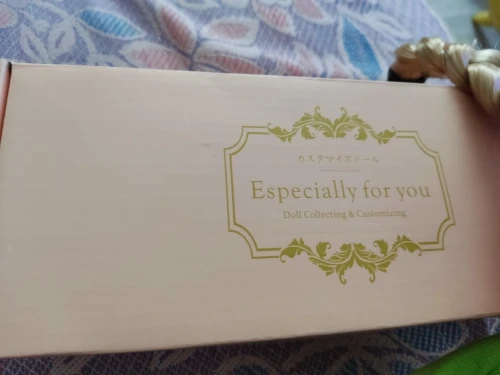 カスタマイズドール
Especially for you
Doll Collecting & Customizing